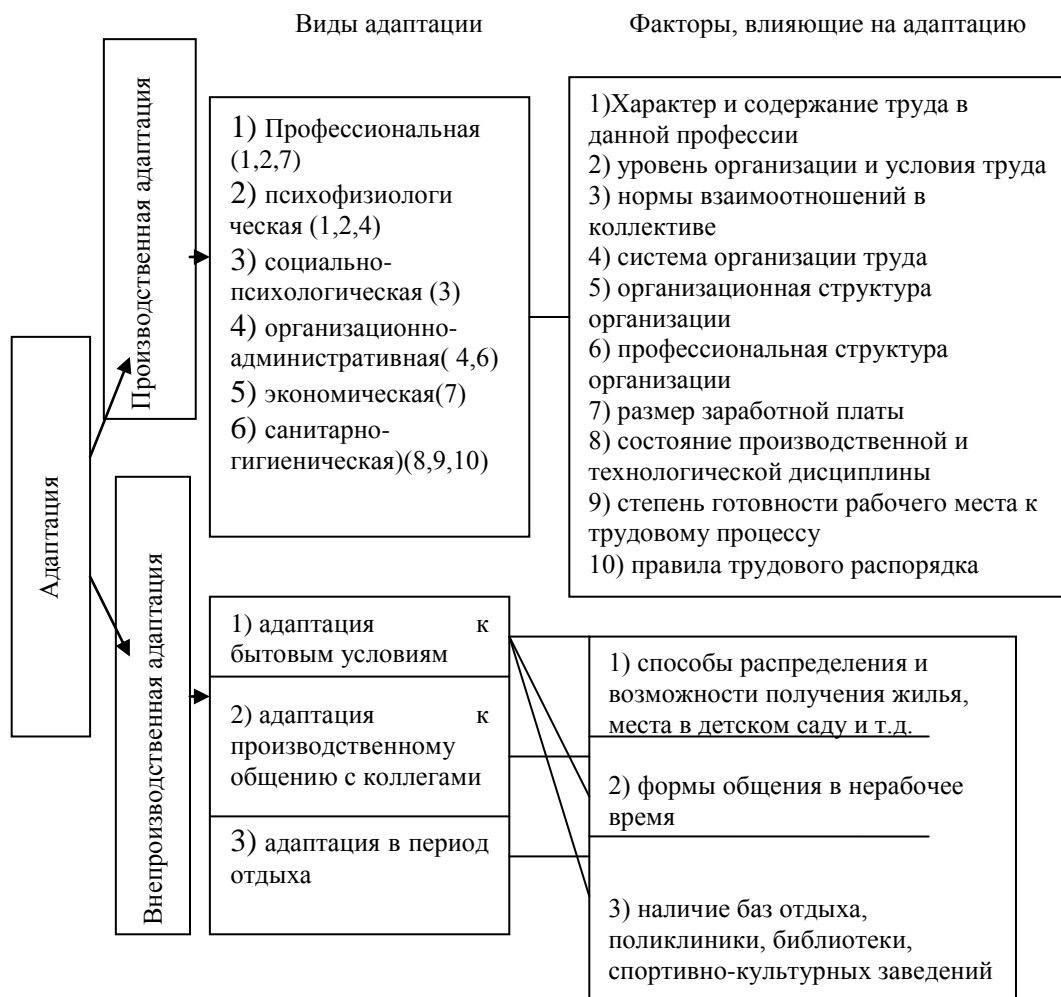 Виды адаптации
Факторы, влияющие на адаптацию
Адаптация
Производственная адаптация
1) Профессиональная
(1,2,7)
2) психофизиологи
ческая (1,2,4)
3) социально-
психологическая (3)
4) организационно-
административная( 4,6)
5) экономическая(7)
6) санитарно-
гигиеническая)(8,9,10)
1)Характер и содержание труда в
данной профессии
2) уровень организации и условия труда
3) нормы взаимоотношений в
коллективе
4) система организации труда
5) организационная структура
организации
6) профессиональная структура
организации
7) размер заработной платы
8) состояние производственной и
технологической дисциплины
9) степень готовности рабочего места к
трудовому процессу
10) правила трудового распорядка
Внепроизводственная адаптация
1) адаптация к
бытовым условиям
2) адаптация к
производственному
общению с коллегами
3) адаптация в период
отдыха
1) способы распределения и
возможности получения жилья,
места в детском саду и т.д.
2) формы общения в нерабочее
время
3) наличие баз отдыха,
поликлиники, библиотеки,
спортивно-культурных заведений